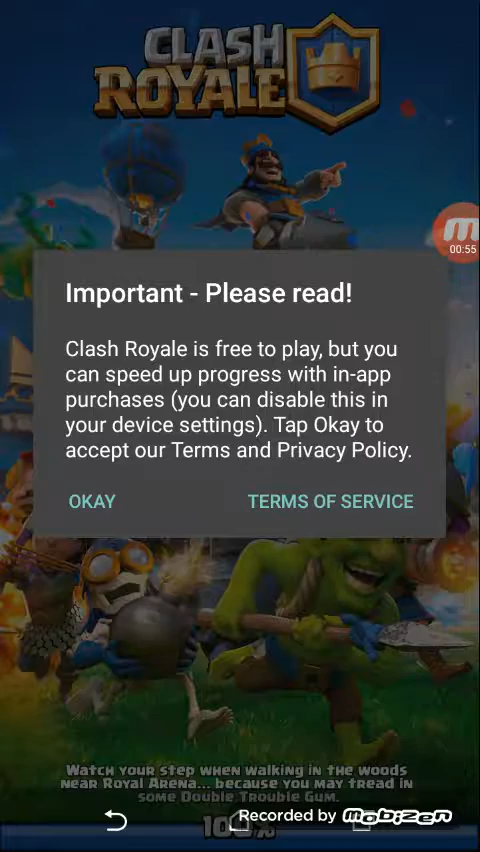 CLASH
ROYALE
00:55
Important - Please read!
Clash Royale is free to play, but you
can speed up progress with in-app
purchases (you can disable this in
your device settings). Tap Okay to
accept our Terms and Privacy Policy.
OKAY
TERMS OF SERVICE
Watch your step when walking in the woods
near Royal Arena... because you may tread in
some Double Trouble Gum.
Recorded by mobizen
100%